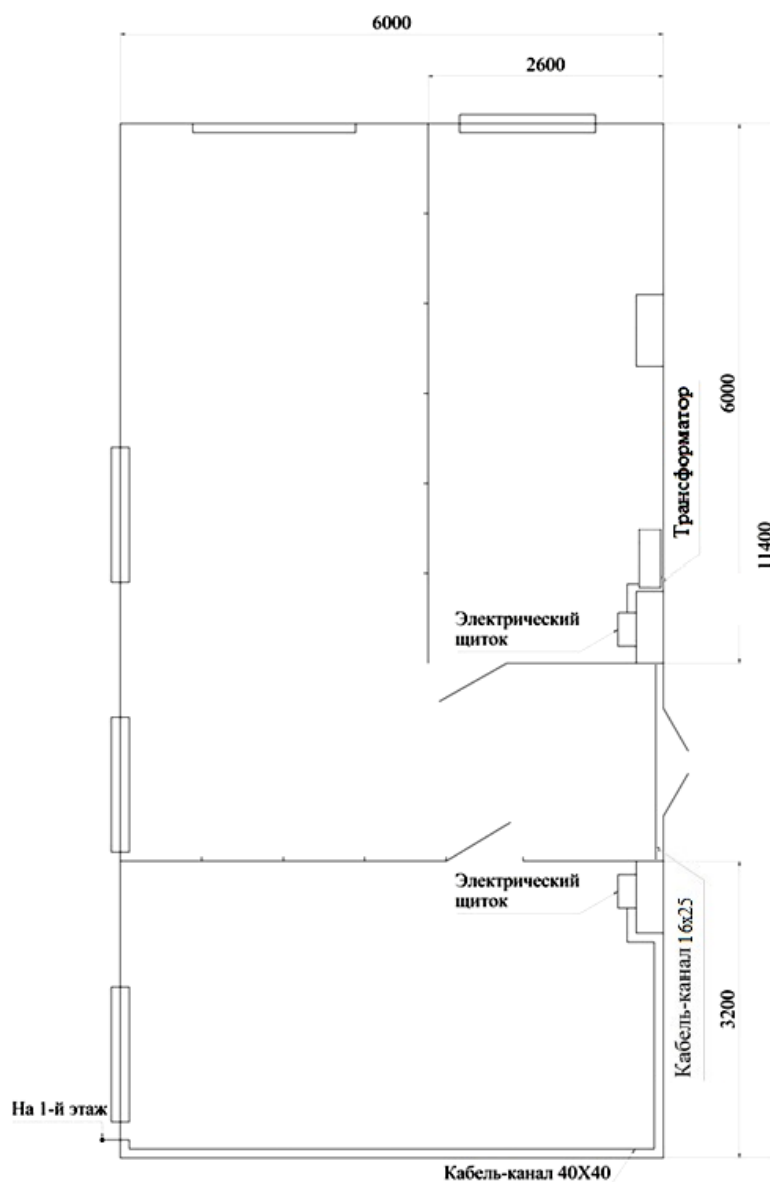 6000
2600
6000
Трансформатор
11400
Электрический
щиток
Электрический
щиток
Кабель-канал 16х25
3200
На 1-й этаж
Кабель-канал 40Х40